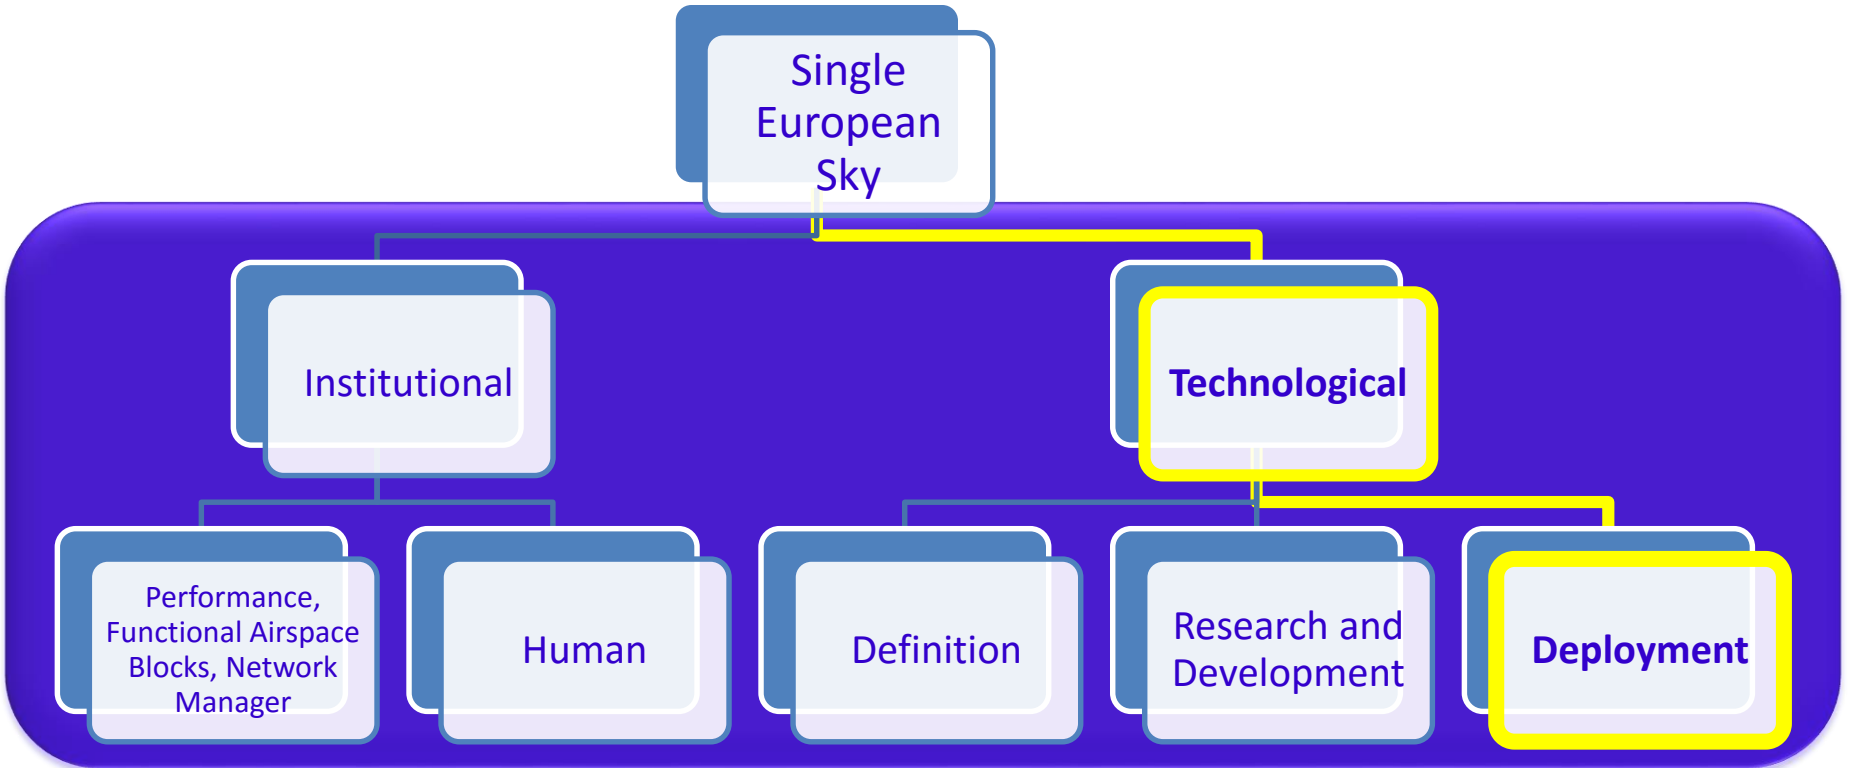 Single
European
Sky
Institutional
Technological
Performance,
Functional Airspace
Blocks, Network
Manager
Human
Definition
Research and
Development
Deployment